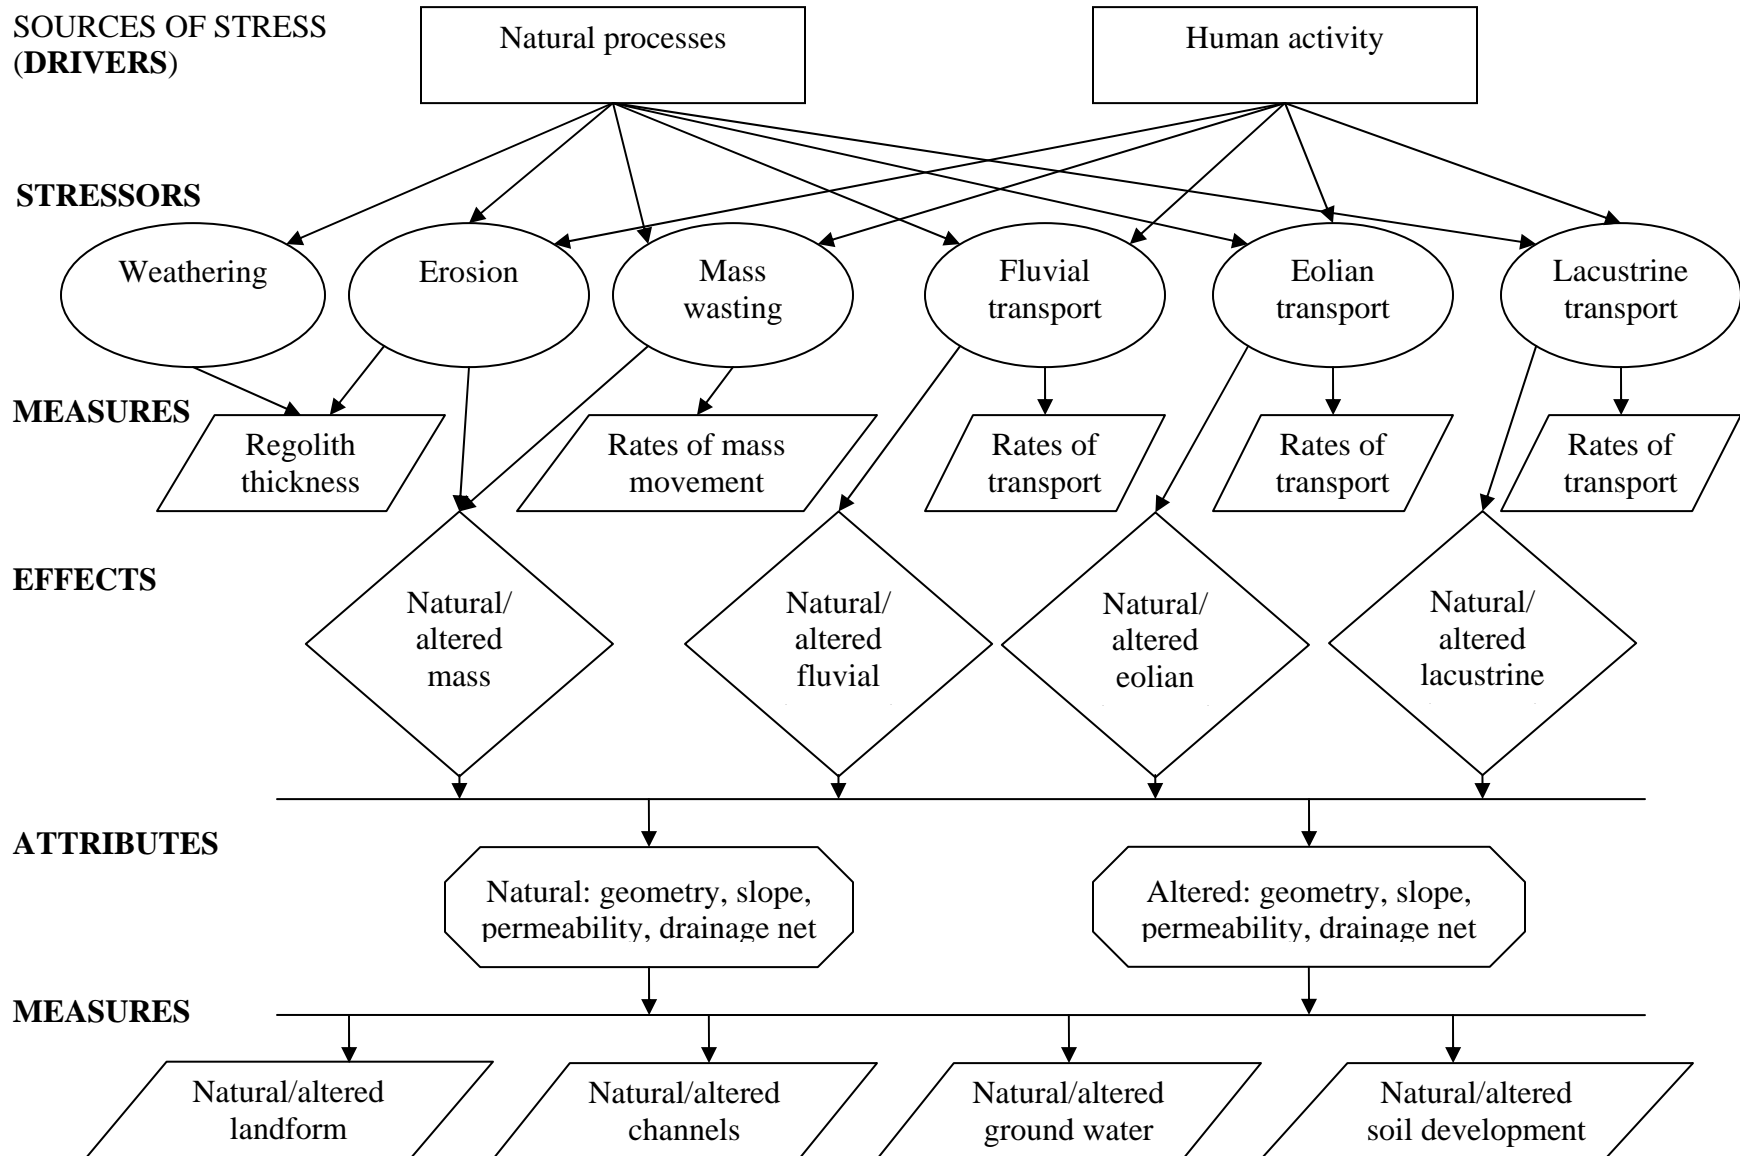 SOURCES OF STRESS
(DRIVERS)
Natural processes
Human activity
STRESSORS
Weathering
Erosion
Mass
wasting
Fluvial
transport
Eolian
transport
Lacustrine
transport
MEASURES
Regolith
thickness
Rates of mass
movement
Rates of
transport
Rates of
transport
Rates of
transport
EFFECTS
Natural/
altered
mass
Natural/
altered
fluvial
Natural/
altered
eolian
Natural/
altered
lacustrine
ATTRIBUTES
Natural: geometry, slope,
permeability, drainage net
Altered: geometry, slope,
permeability, drainage net
MEASURES
Natural/altered
landform
Natural/altered
channels
Natural/altered
ground water
Natural/altered
soil development